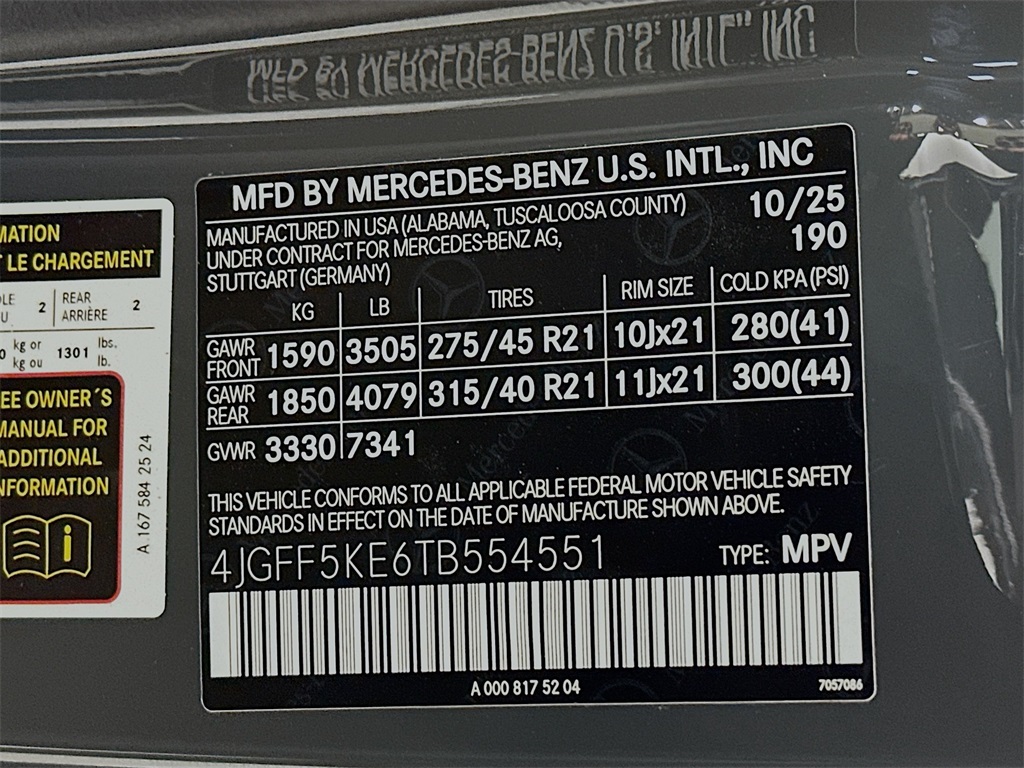 MFD BY MERCEDES-BENZ U.S. INTL., INC
MANUFACTURED IN USA (ALABAMA, TUSCALOOSA COUNTY) 10/25
UNDER CONTRACT FOR MERCEDES-BENZ AG, 190
STUTTGART (GERMANY)
KG LB TIRES RIM SIZE COLD KPA(PSI)
GAWR FRONT 1590 3505 275/45 R21 10Jx21 280(41)
GAWR REAR 1850 4079 315/40 R21 11Jx21 300(44)
GVWR 3330 7341
THIS VEHICLE CONFORMS TO ALL APPLICABLE FEDERAL MOTOR VEHICLE SAFETY
STANDARDS IN EFFECT ON THE DATE OF MANUFACTURE SHOWN ABOVE.
4JGFF5KE6TB554551 TYPE: MPV
A 000 817 52 04 7057086
LE CHARGEMENT
2 REAR ARRIÈRE 2
kg or kg ou 1301 lbs. lb.
OWNER´S
MANUAL FOR
ADDITIONAL
INFORMATION
A 167 584 25 24